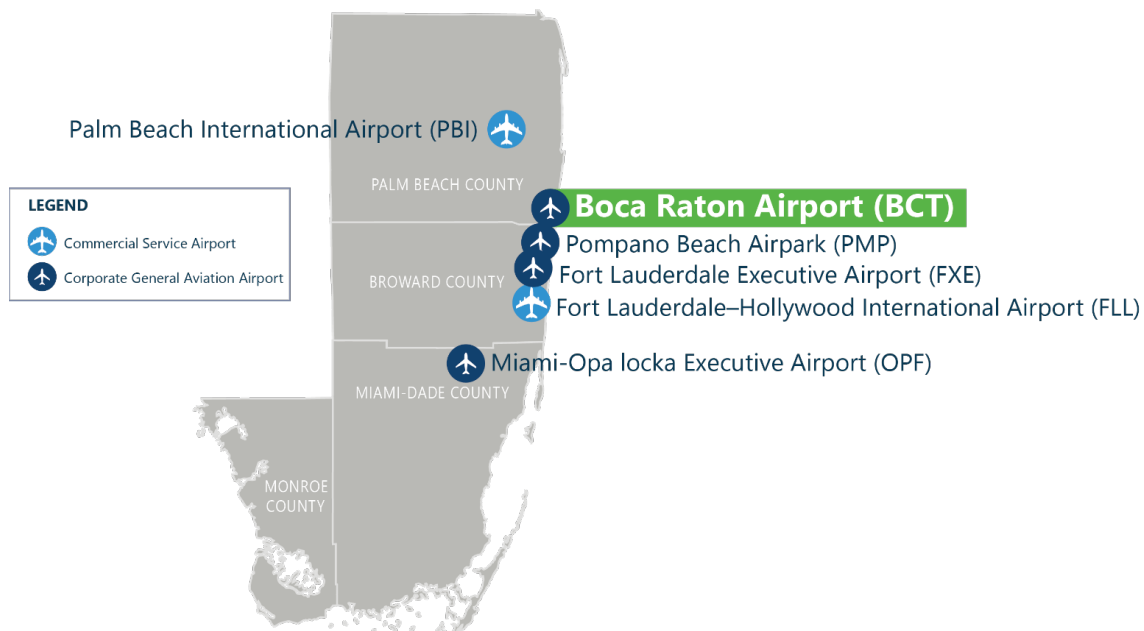 Palm Beach International Airport (PBI)
PALM BEACH COUNTY
LEGEND
Commercial Service Airport
Corporate General Aviation Airport
Boca Raton Airport (BCT)
Pompano Beach Airpark (PMP)
Fort Lauderdale Executive Airport (FXE)
BROWARD COUNTY
Fort Lauderdale–Hollywood International Airport (FLL)
Miami-Opa locka Executive Airport (OPF)
MIAMI-DADE COUNTY
MONROE
COUNTY